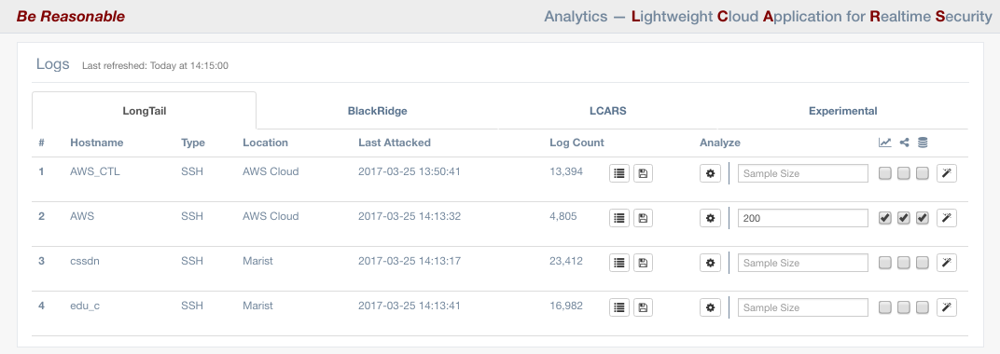 Be Reasonable Analytics — Lightweight Cloud Application for Realtime Security
Logs Last refreshed: Today at 14:15:00
LongTail BlackRidge LCARS Experimental
# Hostname Type Location Last Attacked Log Count Analyze
1 AWS_CTL SSH AWS Cloud 2017-03-25 13:50:41 13,394 Sample Size
2 AWS SSH AWS Cloud 2017-03-25 14:13:32 4,805 200
3 cssdn SSH Marist 2017-03-25 14:13:17 23,412 Sample Size
4 edu_c SSH Marist 2017-03-25 14:13:41 16,982 Sample Size